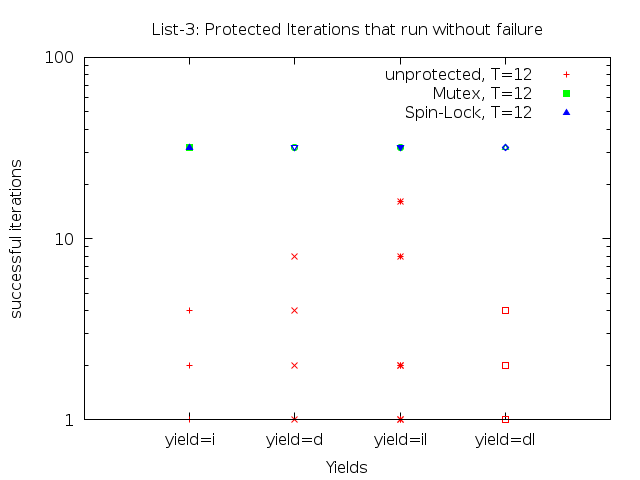 List-3: Protected Iterations that run without failure
100
unprotected, T=12
Mutex, T=12
Spin-Lock, T=12
successful iterations
10
1
yield=i yield=d yield=il yield=dl
Yields